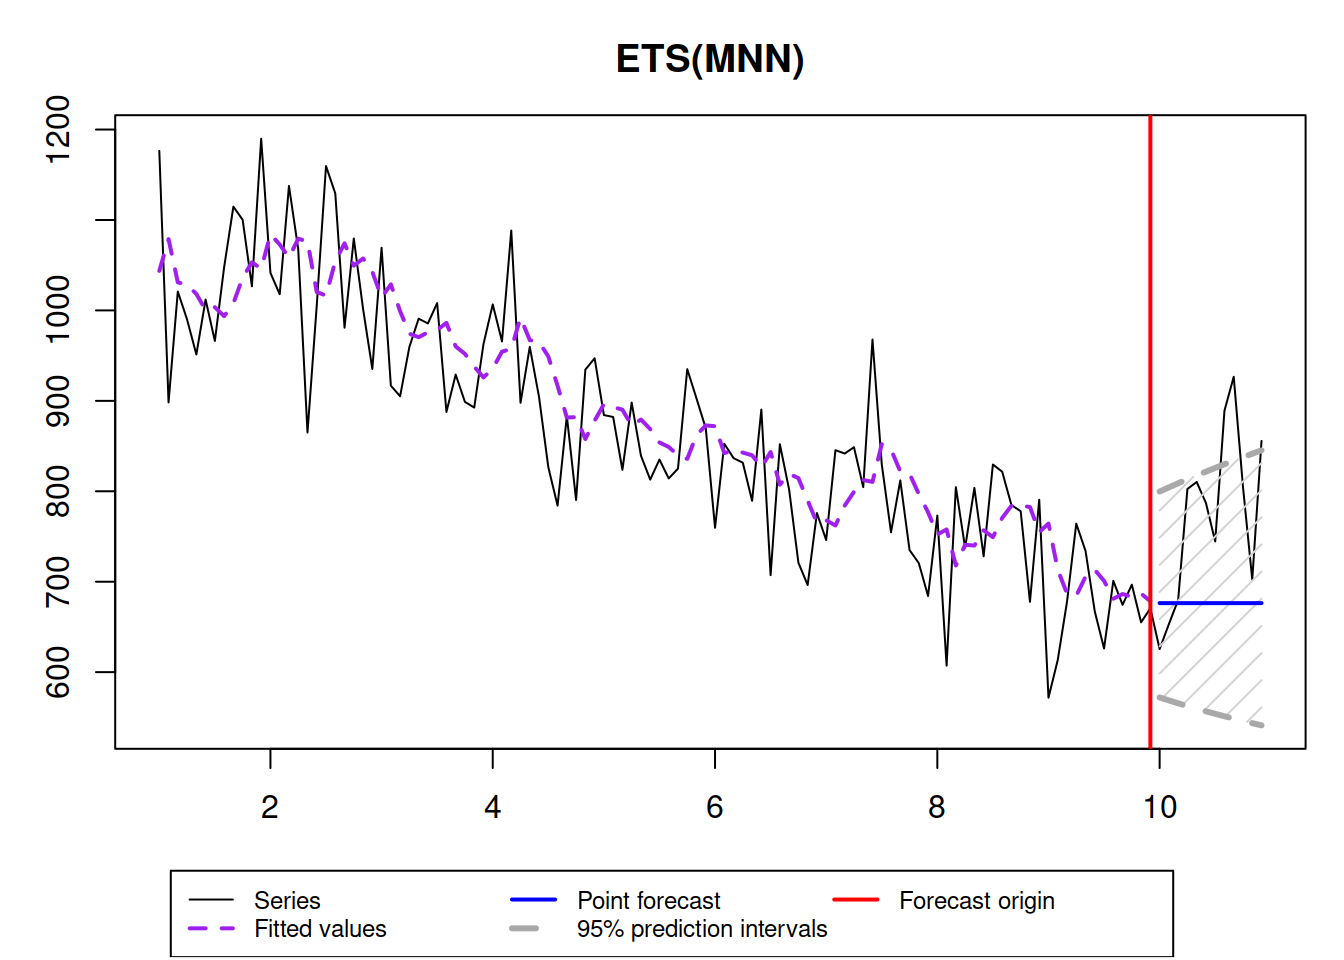 ETS(MNN)
1200
1000
900
800
700
600
2 4 6 8 10
Series Point forecast Forecast origin
Fitted values 95% prediction intervals